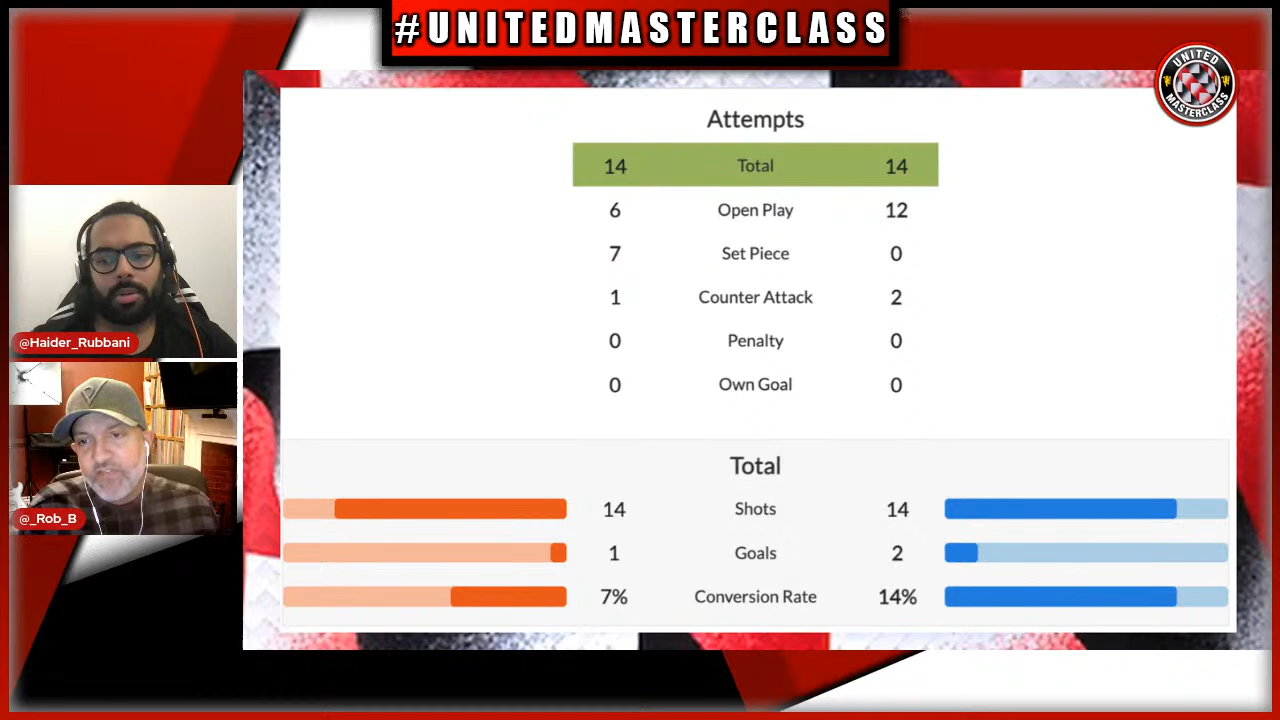 #UNITEDMASTERCLASS
UNITED
MASTERCLASS
Attempts
14 Total 14
6 Open Play 12
7 Set Piece 0
1 Counter Attack 2
0 Penalty 0
0 Own Goal 0
@Haider_Rubbani
Total
14 Shots 14
@_Rob_B
1 Goals 2
7% Conversion Rate 14%